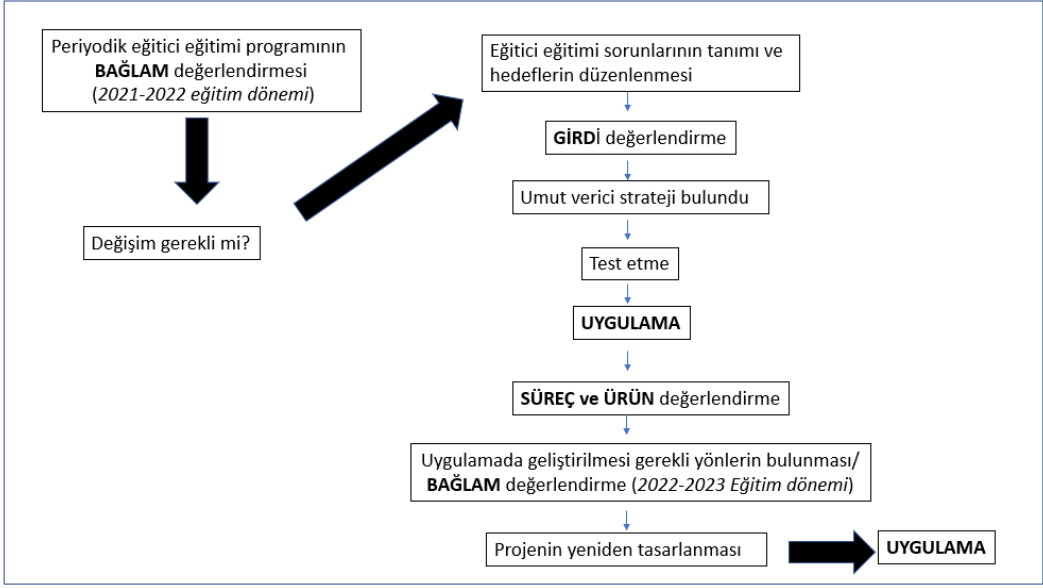 Periyodik eğitici eğitimi programının
BAĞLAM değerlendirmesi
(2021-2022 eğitim dönemi)
Değişim gerekli mi?
Eğitici eğitimi sorunlarının tanımı ve
hedeflerin düzenlenmesi
GİRDİ değerlendirme
Umut verici strateji bulundu
Test etme
UYGULAMA
SÜREÇ ve ÜRÜN değerlendirme
Uygulamada geliştirilmesi gerekli yönlerin bulunması/
BAĞLAM değerlendirme (2022-2023 Eğitim dönemi)
Projenin yeniden tasarlanması
UYGULAMA